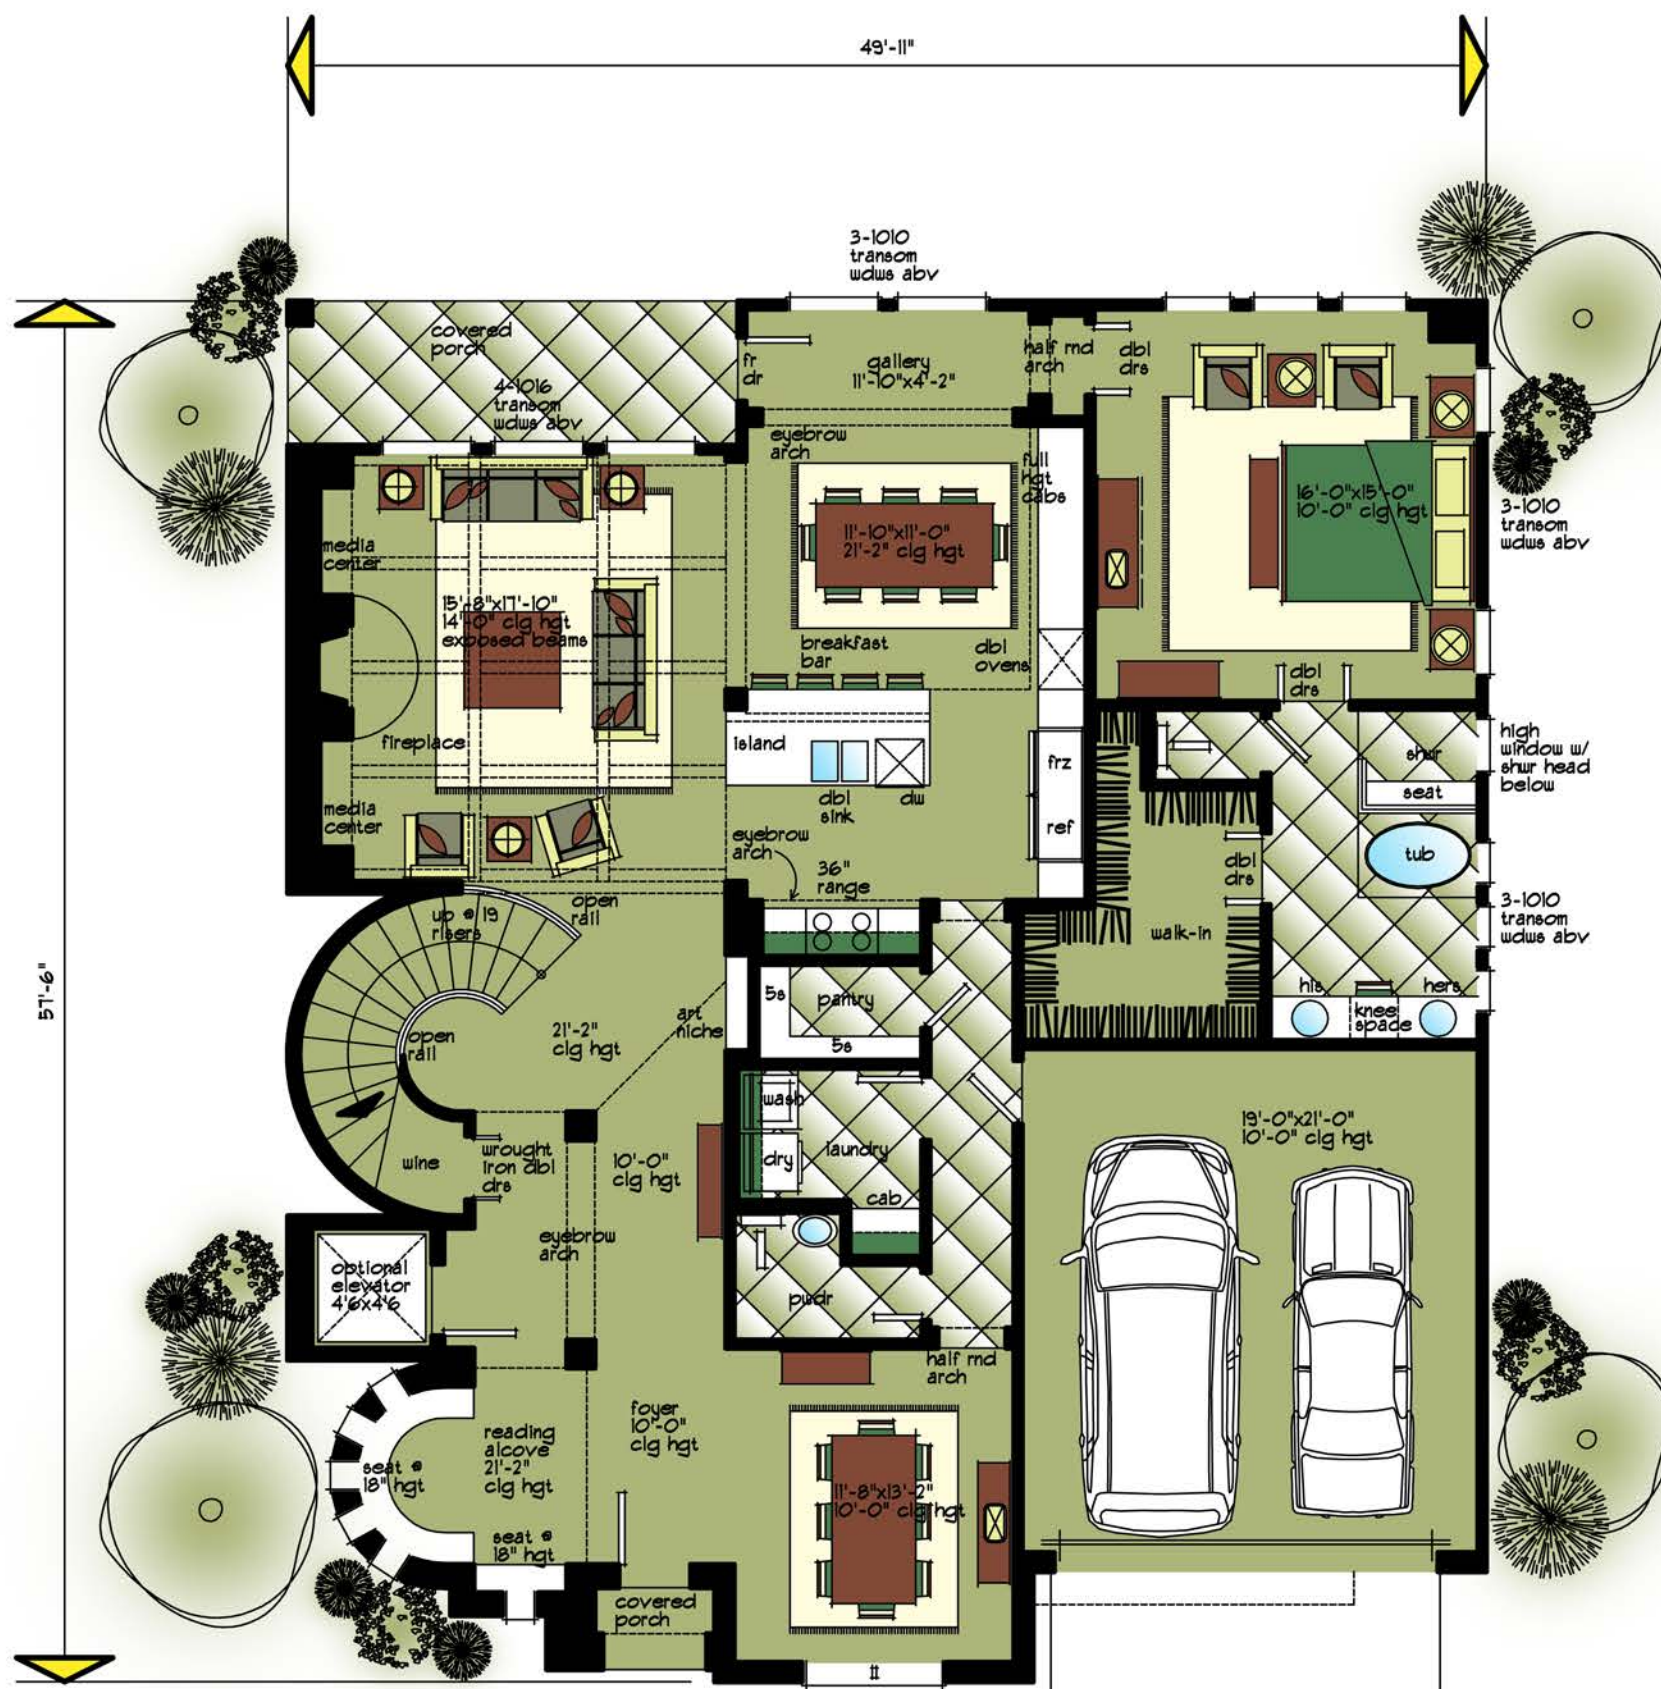 49'-11"
3-1010
transom
wdws abv
covered
porch
4-1016
transom
wdws abv
fr
dr
gallery
11'-10"x4'-2"
half rnd
arch
dbl
drs
eyebrow
arch
full
hgt
cabs
16'-0"x15'-0"
10'-0" clg hgt
3-1010
transom
wdws abv
media
center
11'-10"x11'-0"
21'-2" clg hgt
15'-8"x17'-10"
14'-0" clg hgt
exposed beams
breakfast
bar
dbl
ovens
dbl
drs
fireplace
island
frz
shwr
seat
high
window w/
shwr head
below
media
center
dbl
sink
dw
ref
eyebrow
arch
36"
range
dbl
drs
tub
up @ 19
risers
open
rail
walk-in
3-1010
transom
wdws abv
57'-6"
5s
pantry
5s
his
hers
knee
space
open
rail
21'-2"
clg hgt
art
niche
wash
dry
laundry
cab
19'-0"x21'-0"
10'-0" clg hgt
wine
wrought
iron dbl
drs
10'-0"
clg hgt
eyebrow
arch
optional
elevator
4'6x4'6
pwdr
half rnd
arch
foyer
10'-0"
clg hgt
reading
alcove
21'-2"
clg hgt
seat @
18" hgt
seat @
18" hgt
11'-8"x13'-2"
10'-0" clg hgt
covered
porch